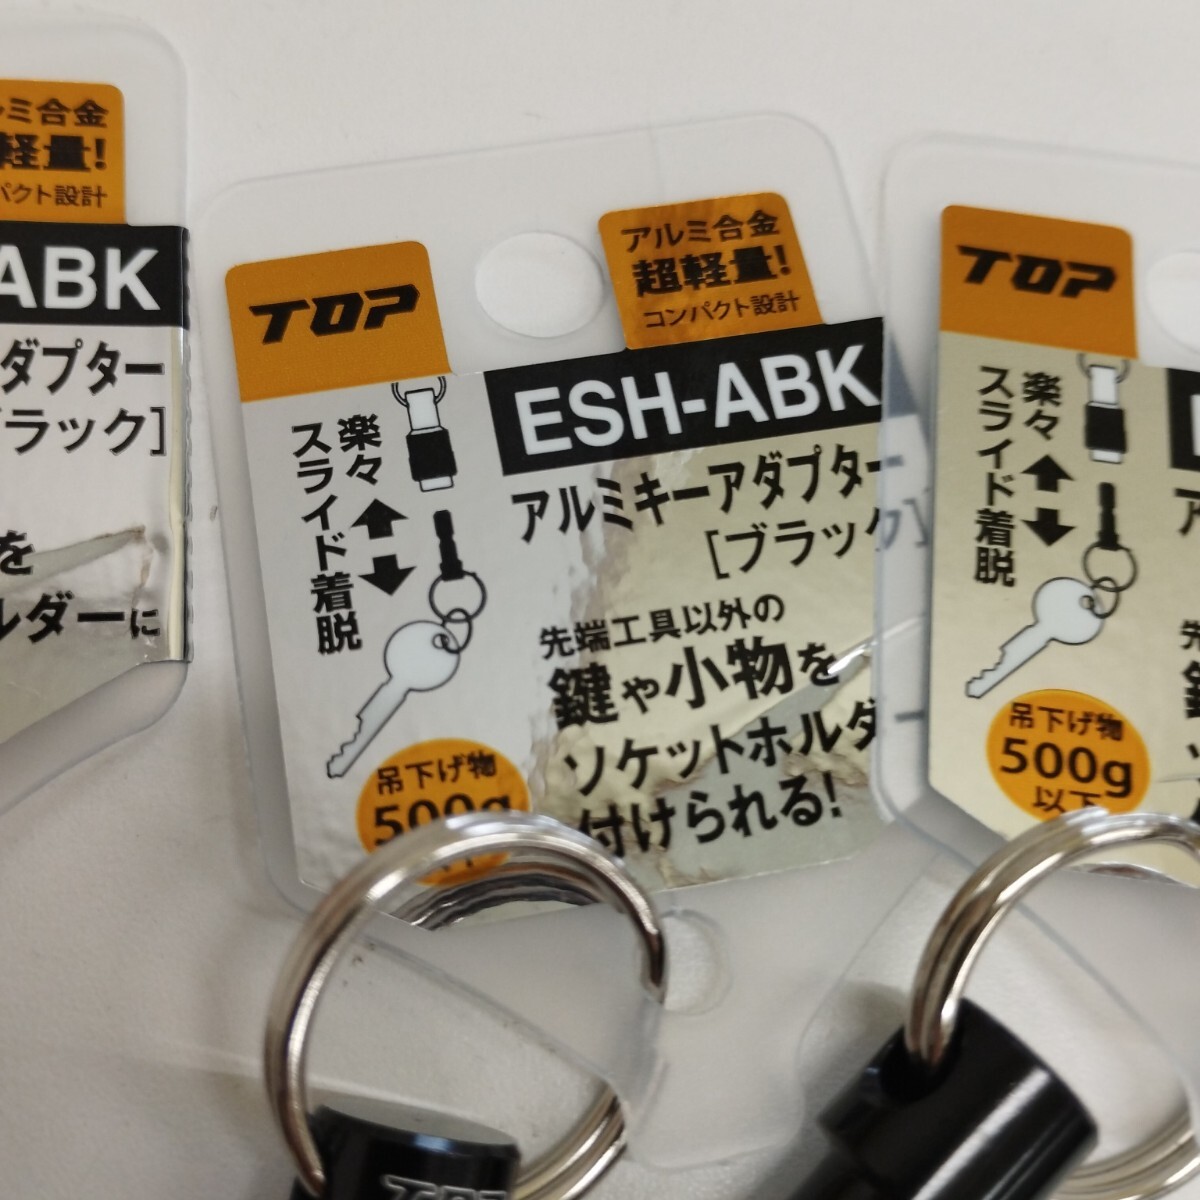 ルミ合金
軽量!
パクト設計
ABK
ダプター
ブラック]
を
ルダーに
TOP
アルミ合金
超軽量!
コンパクト設計
ESH-ABK
アルミキーアダプター
[ブラック]
楽々
スライド着脱
先端工具以外の
鍵や小物を
ソケットホルダー
付けられる!
吊下げ物
500g
TOP
楽々
スライド着脱
吊下げ物
500g
以下
TOP